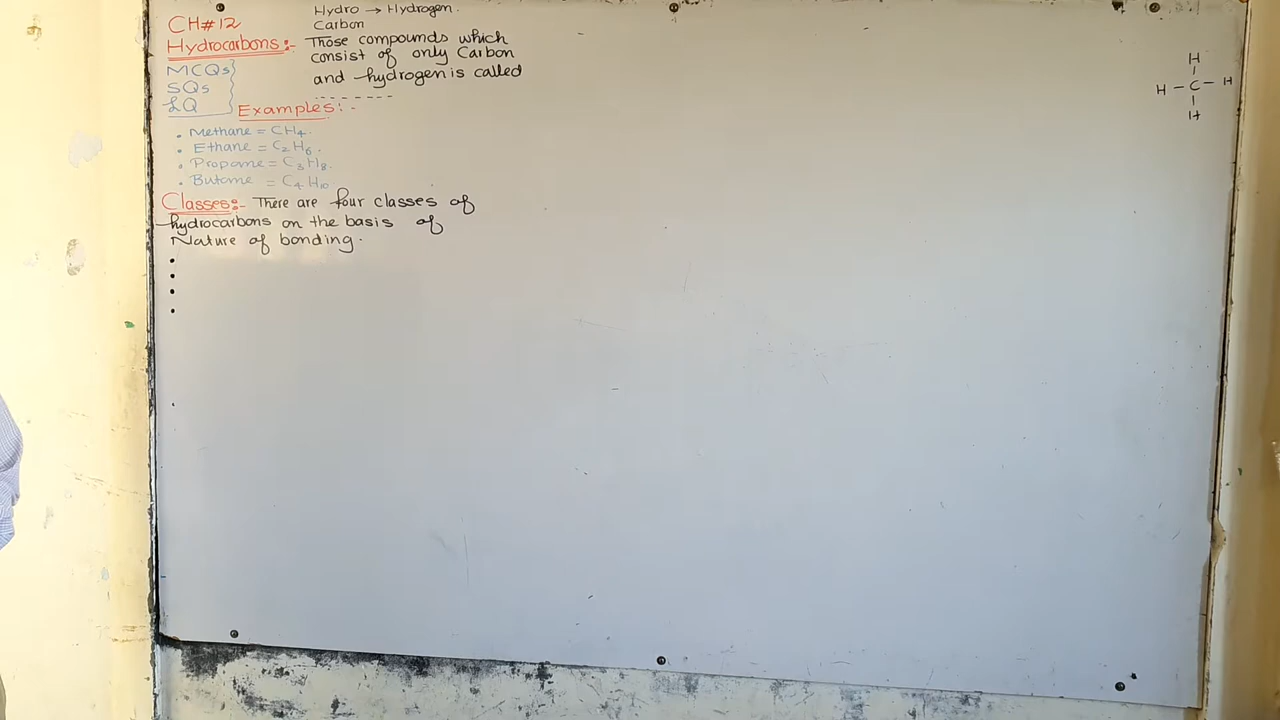 CH#12
Hydro → Hydrogen.
Carbon
Hydrocarbons:- Those compounds which
consist of only Carbon
and hydrogen is called
MCQs
SQs
LQ
Examples:-
• Methane = CH₄.
• Ethane = C₂H₆.
• Propane = C₃H₈.
• Butane = C₄H₁₀
Classes:- There are four classes of
hydrocarbons on the basis of
Nature of bonding.
H
H - C - H
H